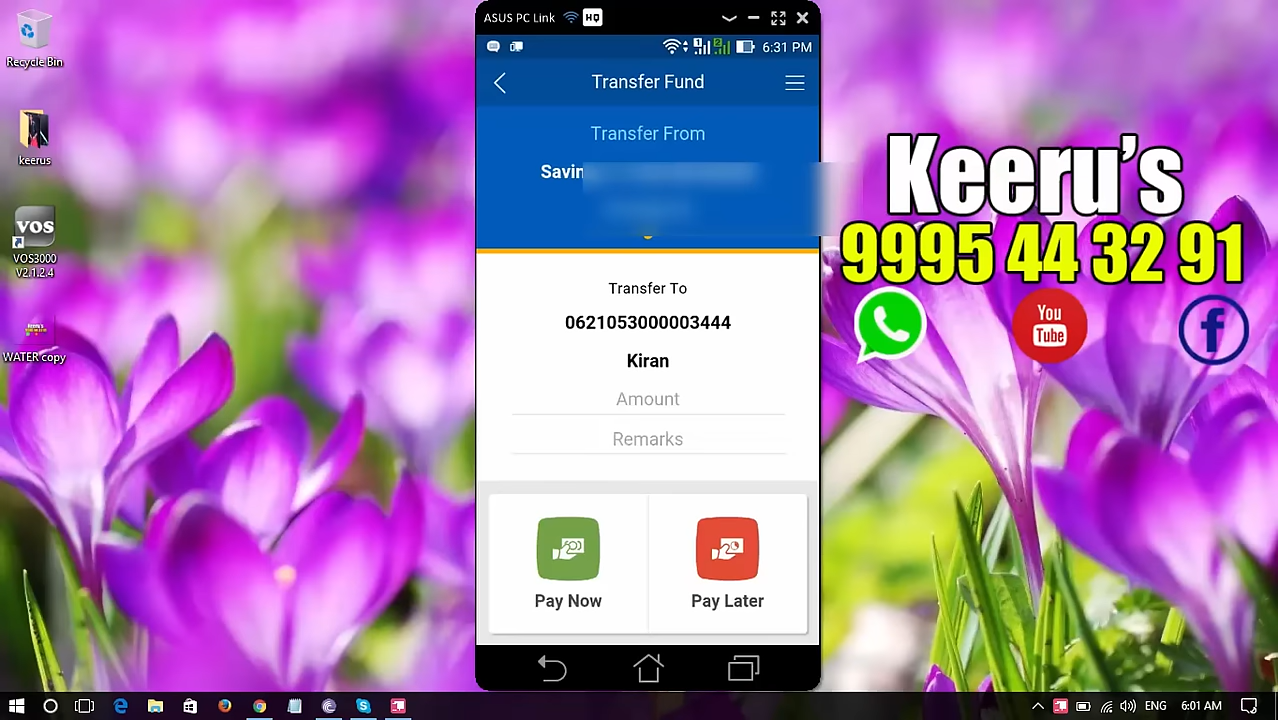 Recycle Bin
keerus
VOS
VOS3000
V2.1.2.4
WATER copy
ASUS PC Link
HQ
1
2
6:31 PM
Transfer Fund
Transfer From
Savin
Transfer To
0621053000003444
Kiran
Amount
Remarks
Pay Now
Pay Later
Keeru's
9995 44 32 91
You
Tube
f
ENG
6:01 AM